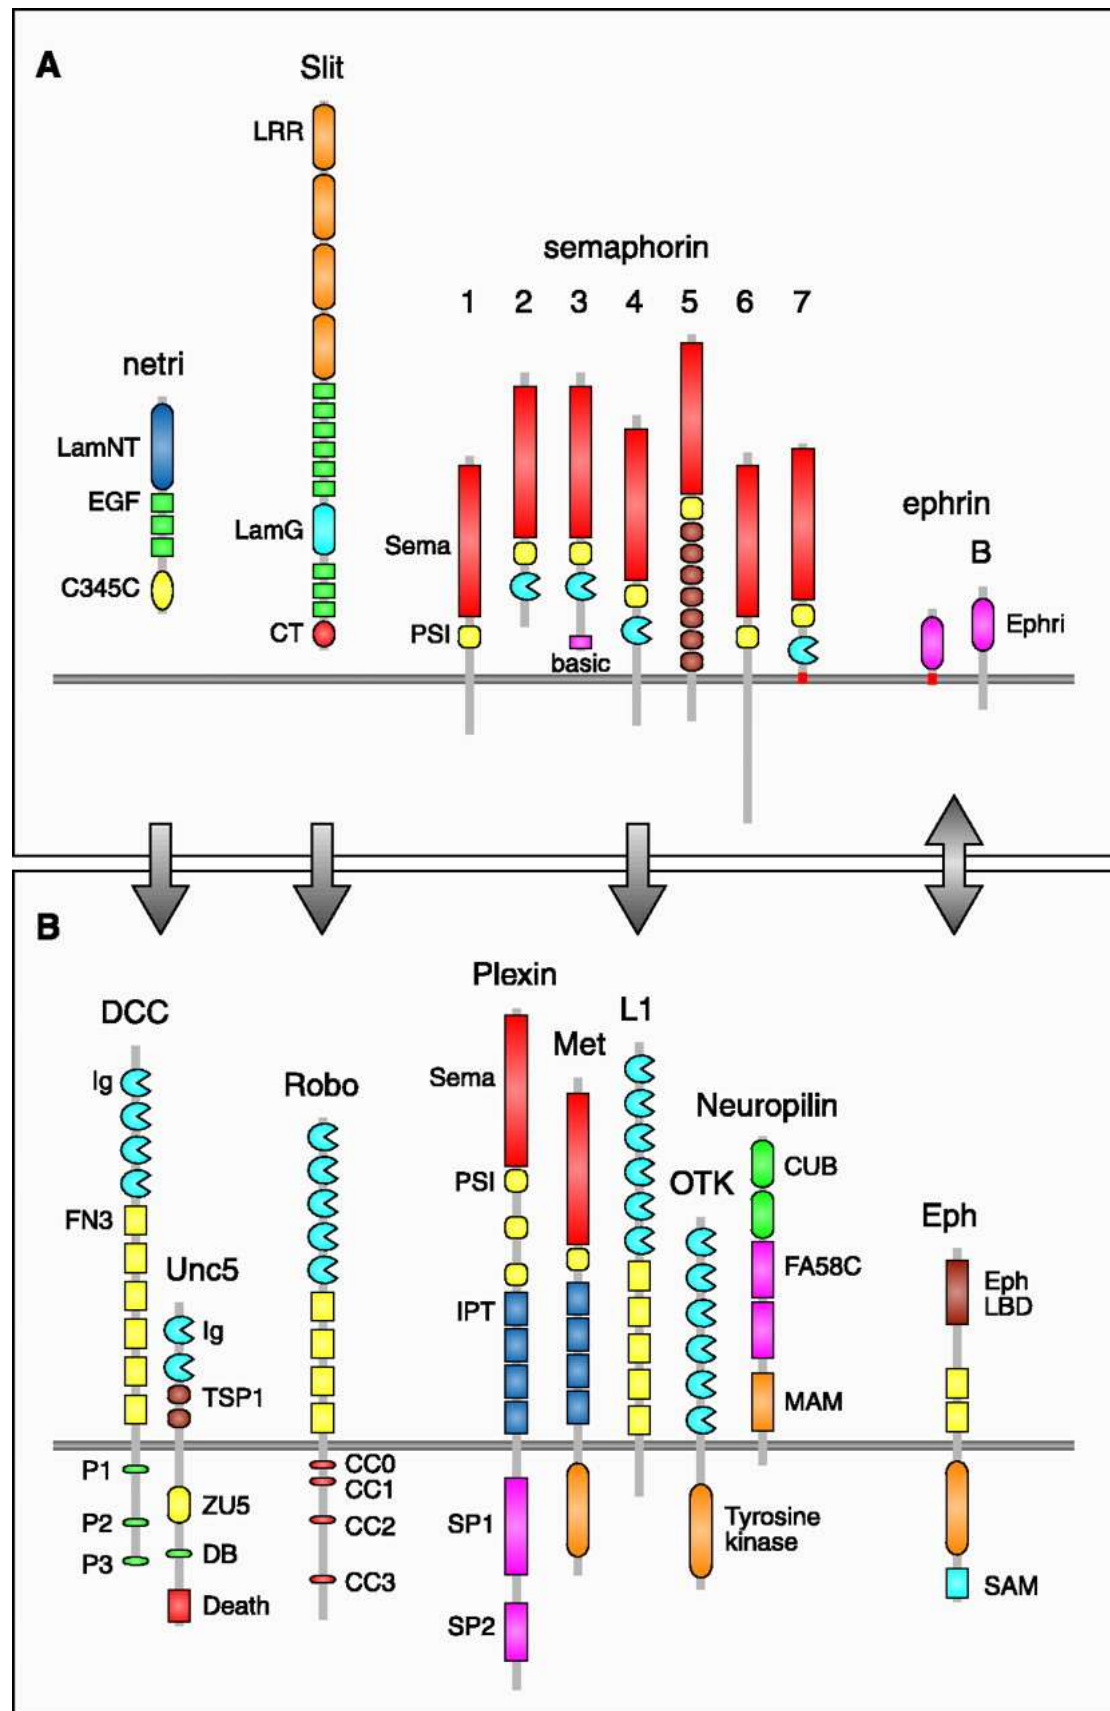 A
Slit
LRR
semaphorin
1 2 3 4 5 6 7
netri
LamNT
EGF
C345C
LamG
CT
Sema
PSI
basic
ephrin
B
Ephri
B
Plexin
DCC
L1
Met
Ig
Sema
Robo
Neuropilin
CUB
PSI
OTK
FN3
Eph
Unc5
FA58C
Eph
LBD
IPT
Ig
TSP1
MAM
P1
CC0
CC1
ZU5
P2
CC2
SP1
Tyrosine
kinase
DB
P3
CC3
SAM
Death
SP2